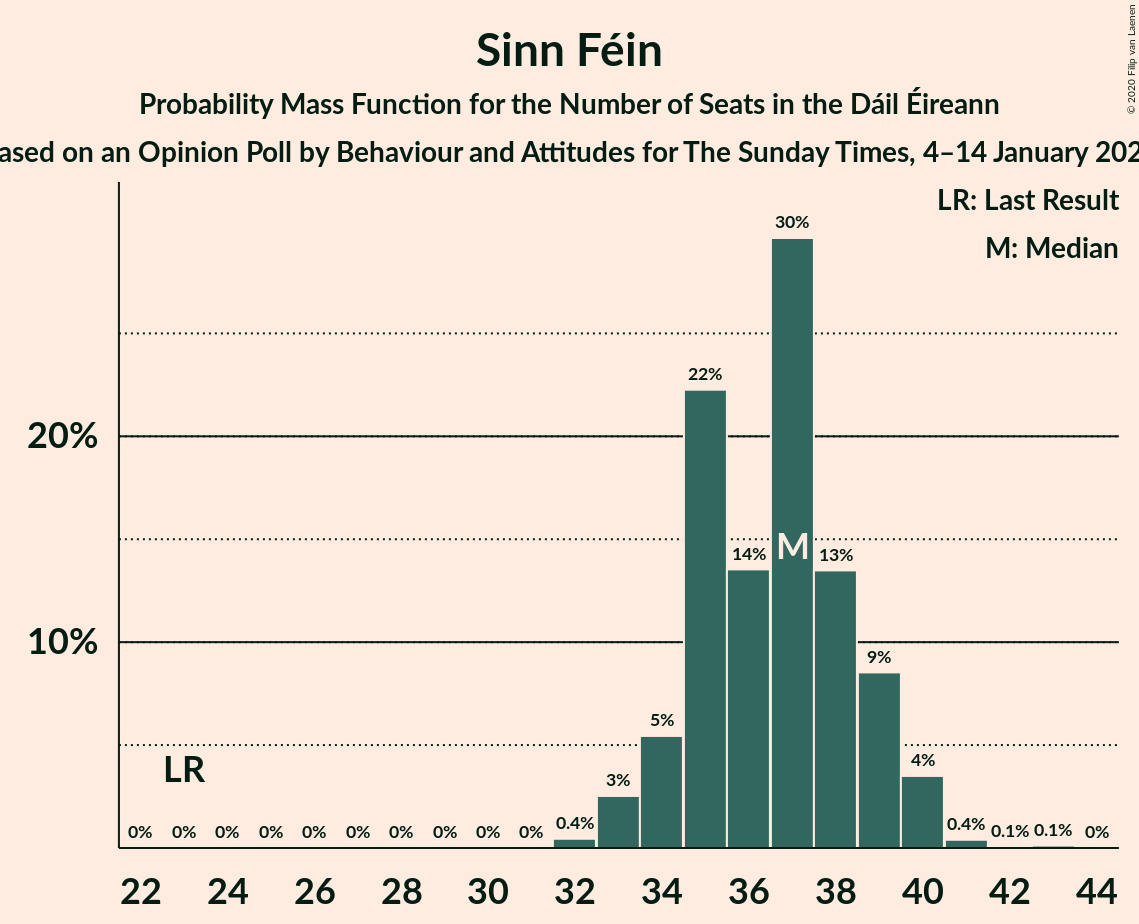 Sinn Féin
Probability Mass Function for the Number of Seats in the Dáil Éireann
ased on an Opinion Poll by Behaviour and Attitudes for The Sunday Times, 4–14 January 202
© 2020 Filip van Laenen
LR: Last Result
M: Median
30%
22%
20%
14%
M
13%
10%
9%
5%
4%
LR
3%
0% 0% 0% 0% 0% 0% 0% 0% 0% 0% 0.4% 0.4% 0.1% 0.1% 0%
22 24 26 28 30 32 34 36 38 40 42 44